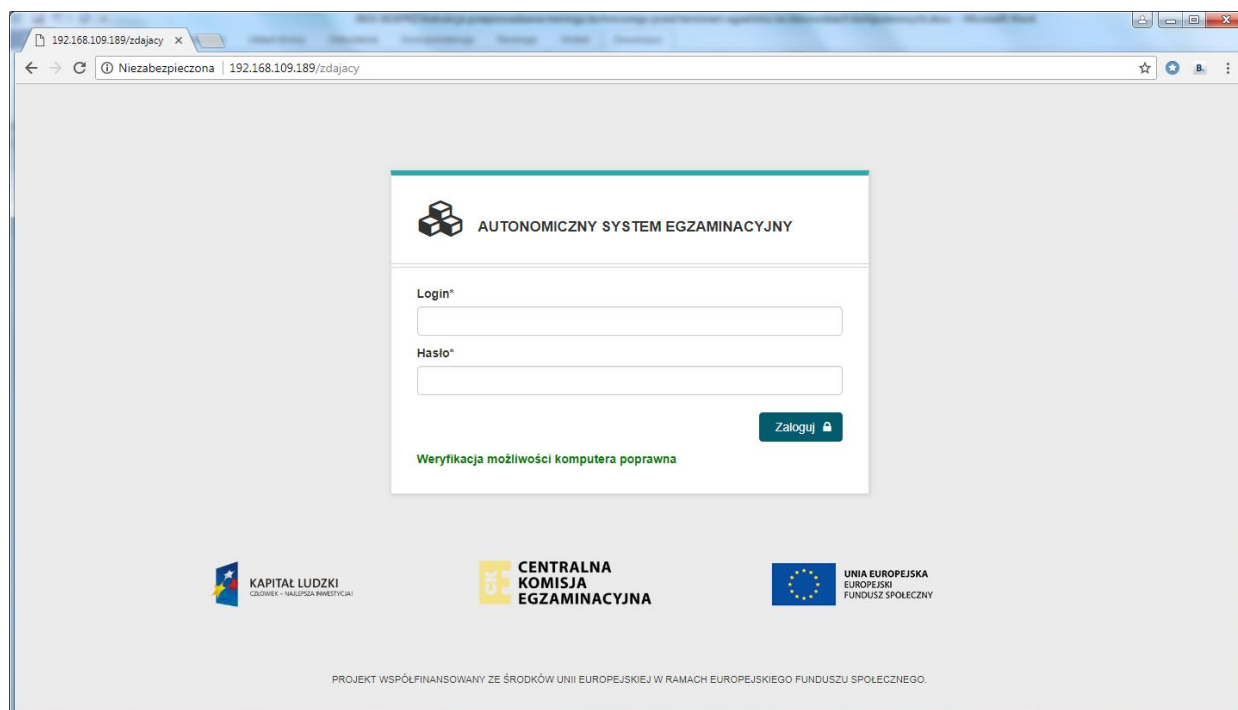 192.168.109.189/zdajacy
Niezabezpieczona | 192.168.109.189/zdajacy
B.
AUTONOMICZNY SYSTEM EGZAMINACYJNY
Login*
Hasło*
Zaloguj
Weryfikacja możliwości komputera poprawna
KAPITAŁ LUDZKI
CZŁOWIEK – NAJLEPSZA INWESTYCJA!
CKE
CENTRALNA
KOMISJA
EGZAMINACYJNA
UNIA EUROPEJSKA
EUROPEJSKI
FUNDUSZ SPOŁECZNY
PROJEKT WSPÓŁFINANSOWANY ZE ŚRODKÓW UNII EUROPEJSKIEJ W RAMACH EUROPEJSKIEGO FUNDUSZU SPOŁECZNEGO.